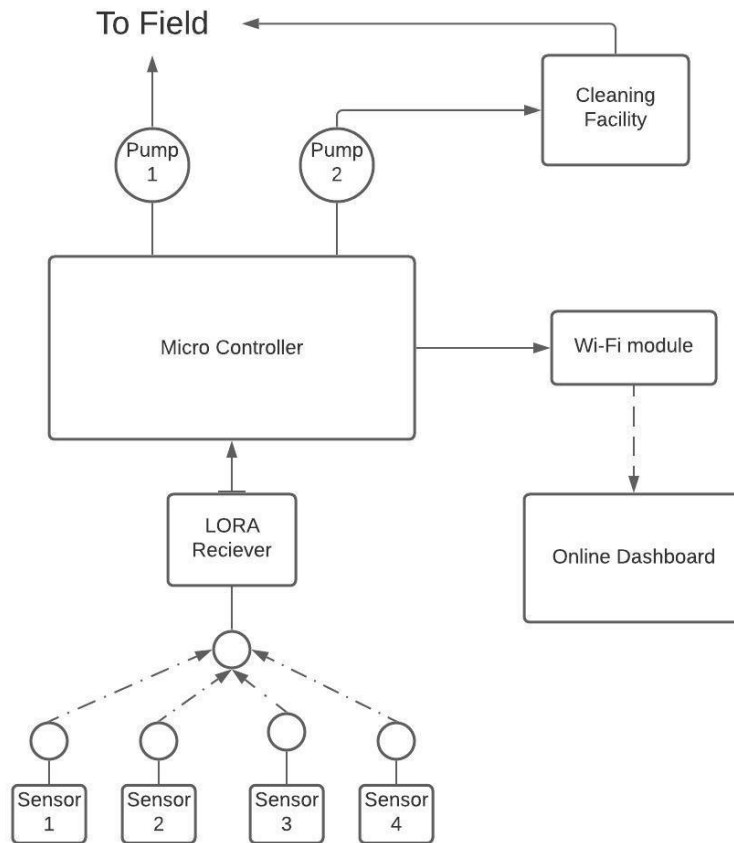 To Field
Cleaning
Facility
Pump
1
Pump
2
Micro Controller
Wi-Fi module
LORA
Reciever
Online Dashboard
Sensor
1
Sensor
2
Sensor
3
Sensor
4